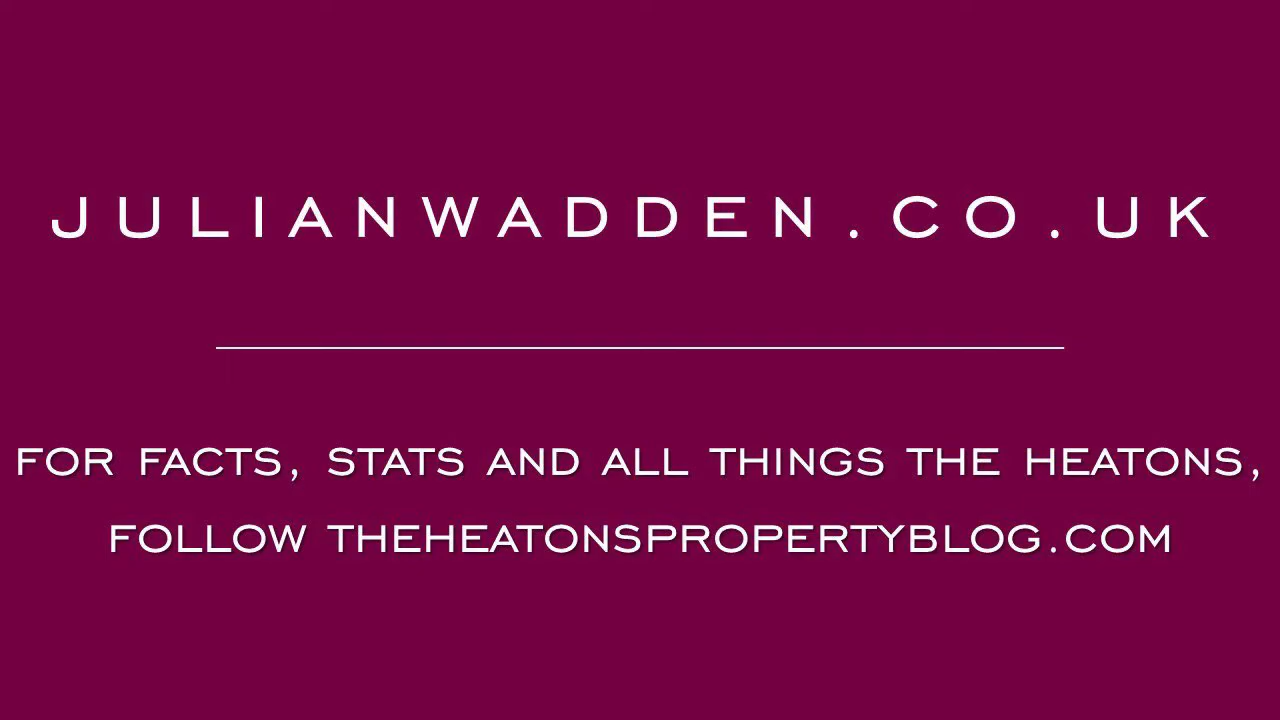 JULIANWADDEN.CO.UK
FOR FACTS, STATS AND ALL THINGS THE HEATONS,
FOLLOW THEHEATONSPROPERTYBLOG.COM